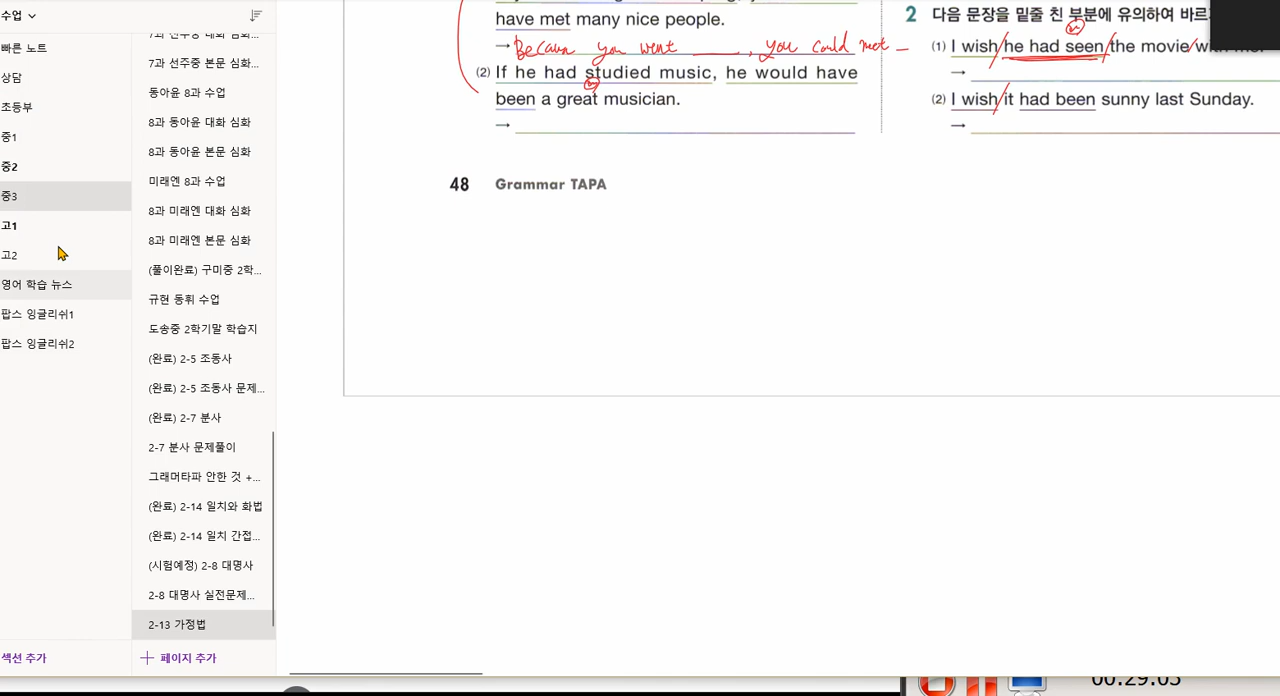 수업
빠른 노트
상담
초등부
중1
중2
중3
고1
고2
영어 학습 뉴스
팝스 잉글리쉬1
팝스 잉글리쉬2
섹션 추가
7과 선주중 본문 심화...
동아윤 8과 수업
8과 동아윤 대화 심화
8과 동아윤 본문 심화
미래엔 8과 수업
8과 미래엔 대화 심화
8과 미래엔 본문 심화
(풀이완료) 구미중 2학...
규현 동휘 수업
도송중 2학기말 학습지
(완료) 2-5 조동사
(완료) 2-5 조동사 문제...
(완료) 2-7 분사
2-7 분사 문제풀이
그래머타파 안한 것 +...
(완료) 2-14 일치와 화법
(완료) 2-14 일치 간접...
(시험예정) 2-8 대명사
2-8 대명사 실전문제...
2-13 가정법
페이지 추가
have met many nice people.
→ Because you went ____, you could met
(2) If he had studied music, he would have
been a great musician.
→
48 Grammar TAPA
2 다음 문장을 밑줄 친 부분에 유의하여 바르
(1) I wish he had seen the movie
→
(2) I wish it had been sunny last Sunday.
→
00:29:05